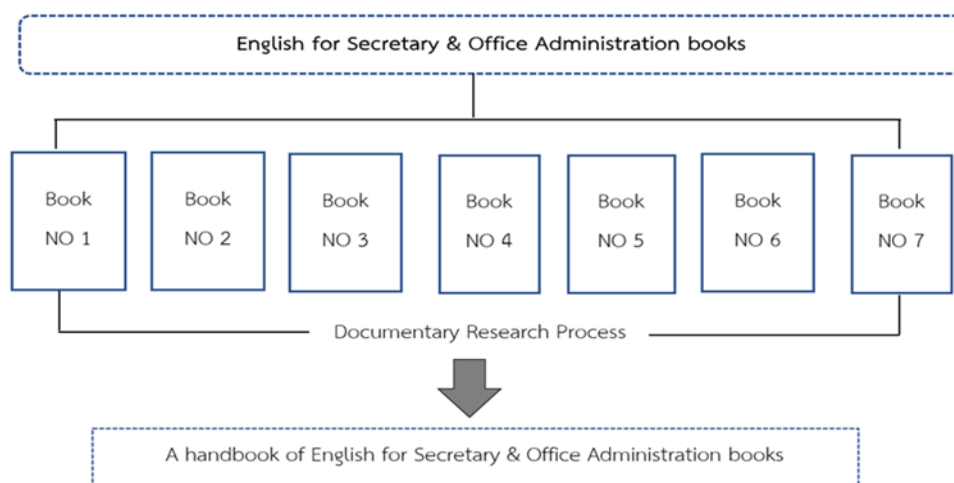 English for Secretary & Office Administration books
Book
NO 1
Book
NO 2
Book
NO 3
Book
NO 4
Book
NO 5
Book
NO 6
Book
NO 7
Documentary Research Process
A handbook of English for Secretary & Office Administration books